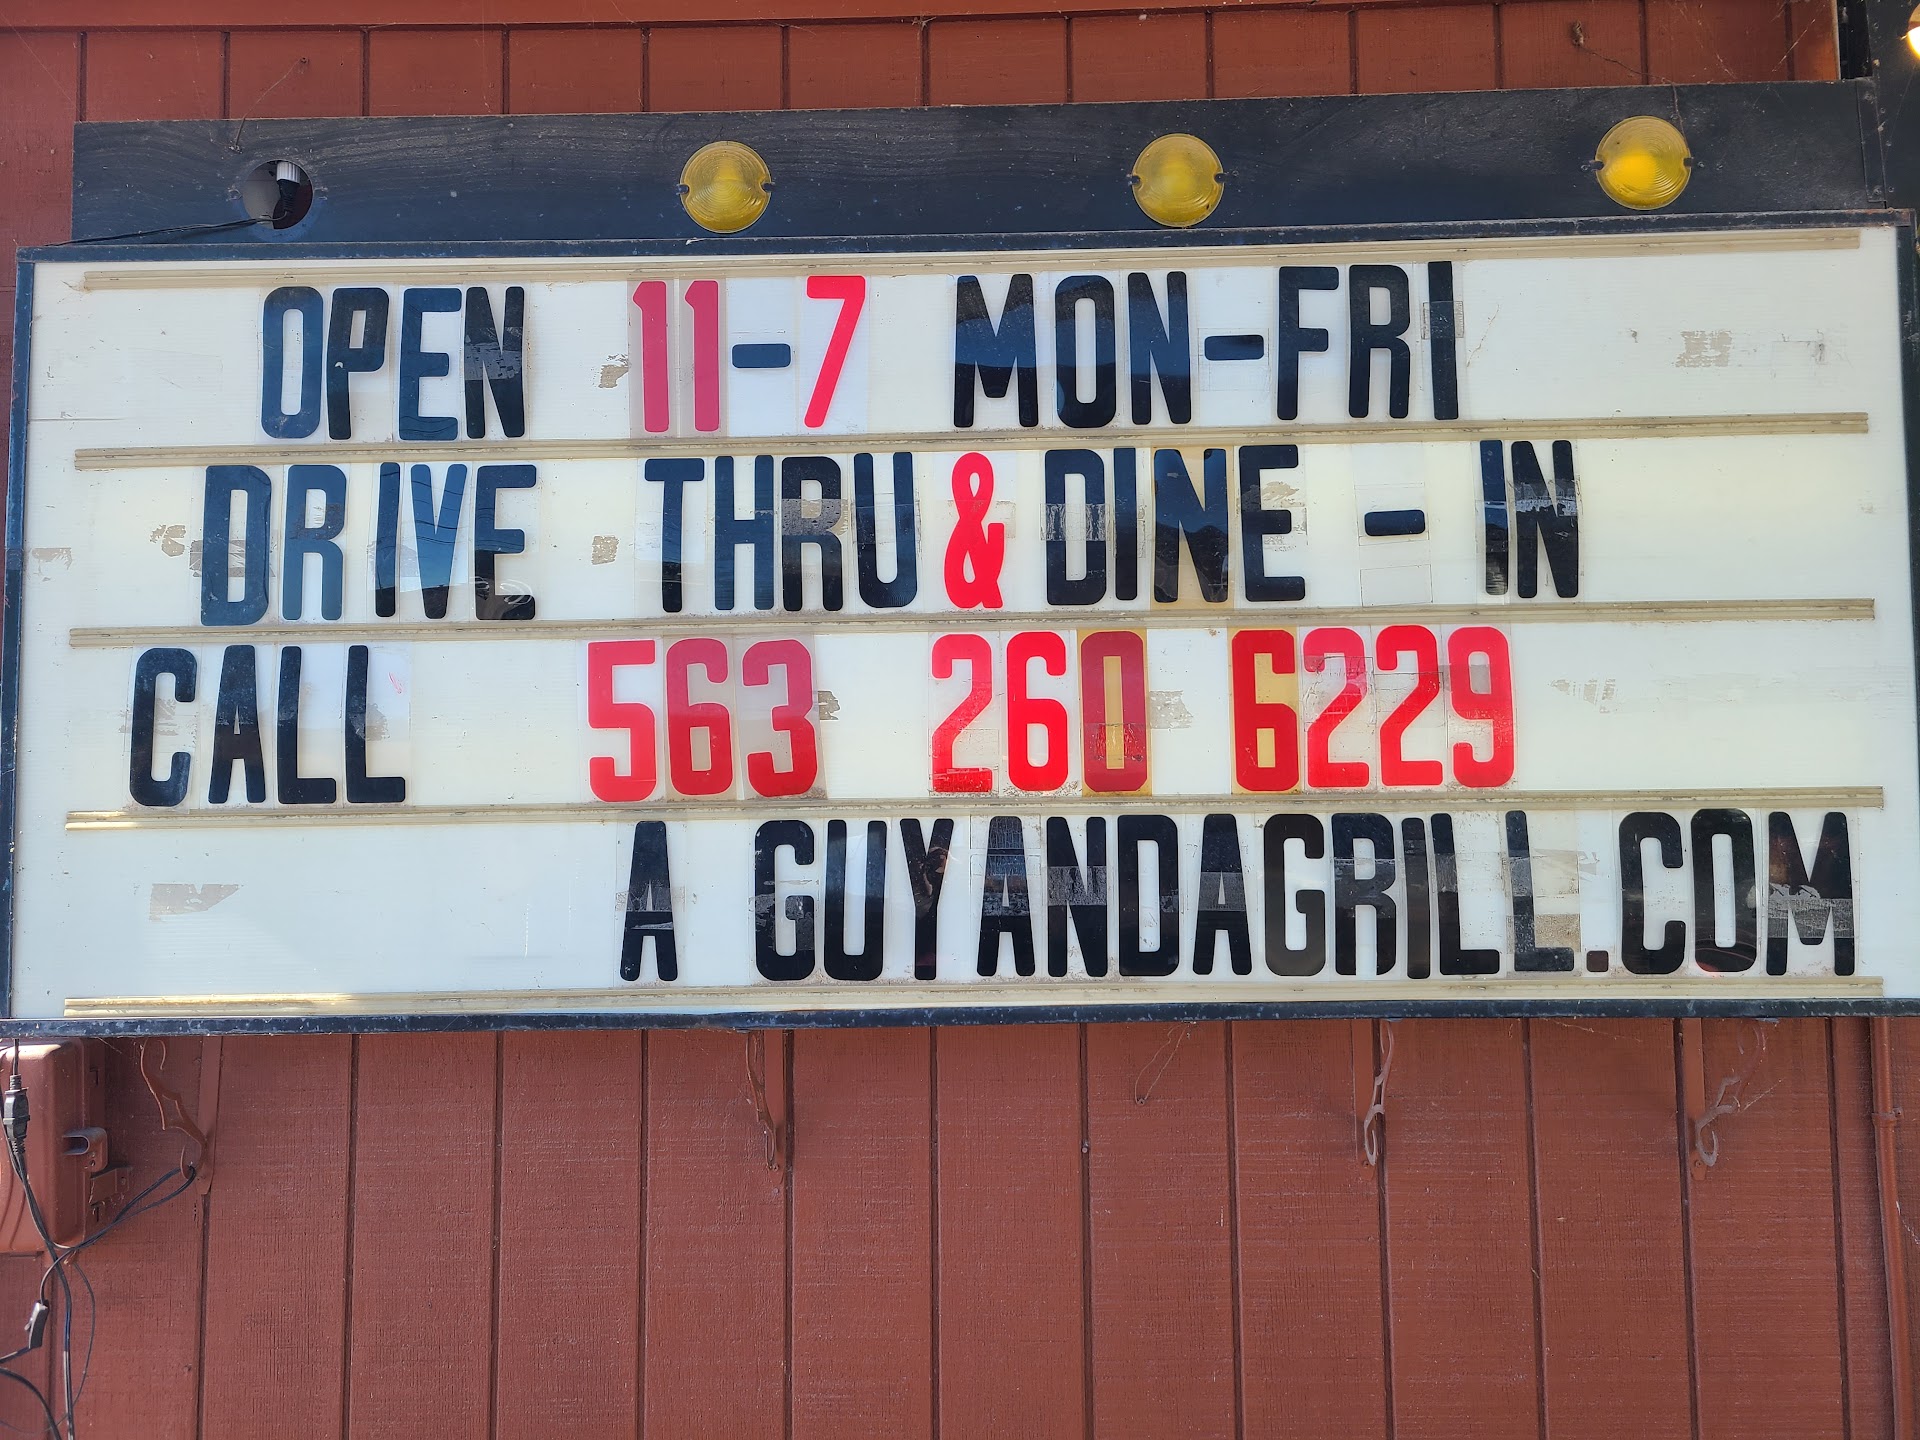 OPEN 11-7 MON-FRI
DRIVE THRU & DINE - IN
CALL 563 260 6229
A GUYANDAGRILL.COM